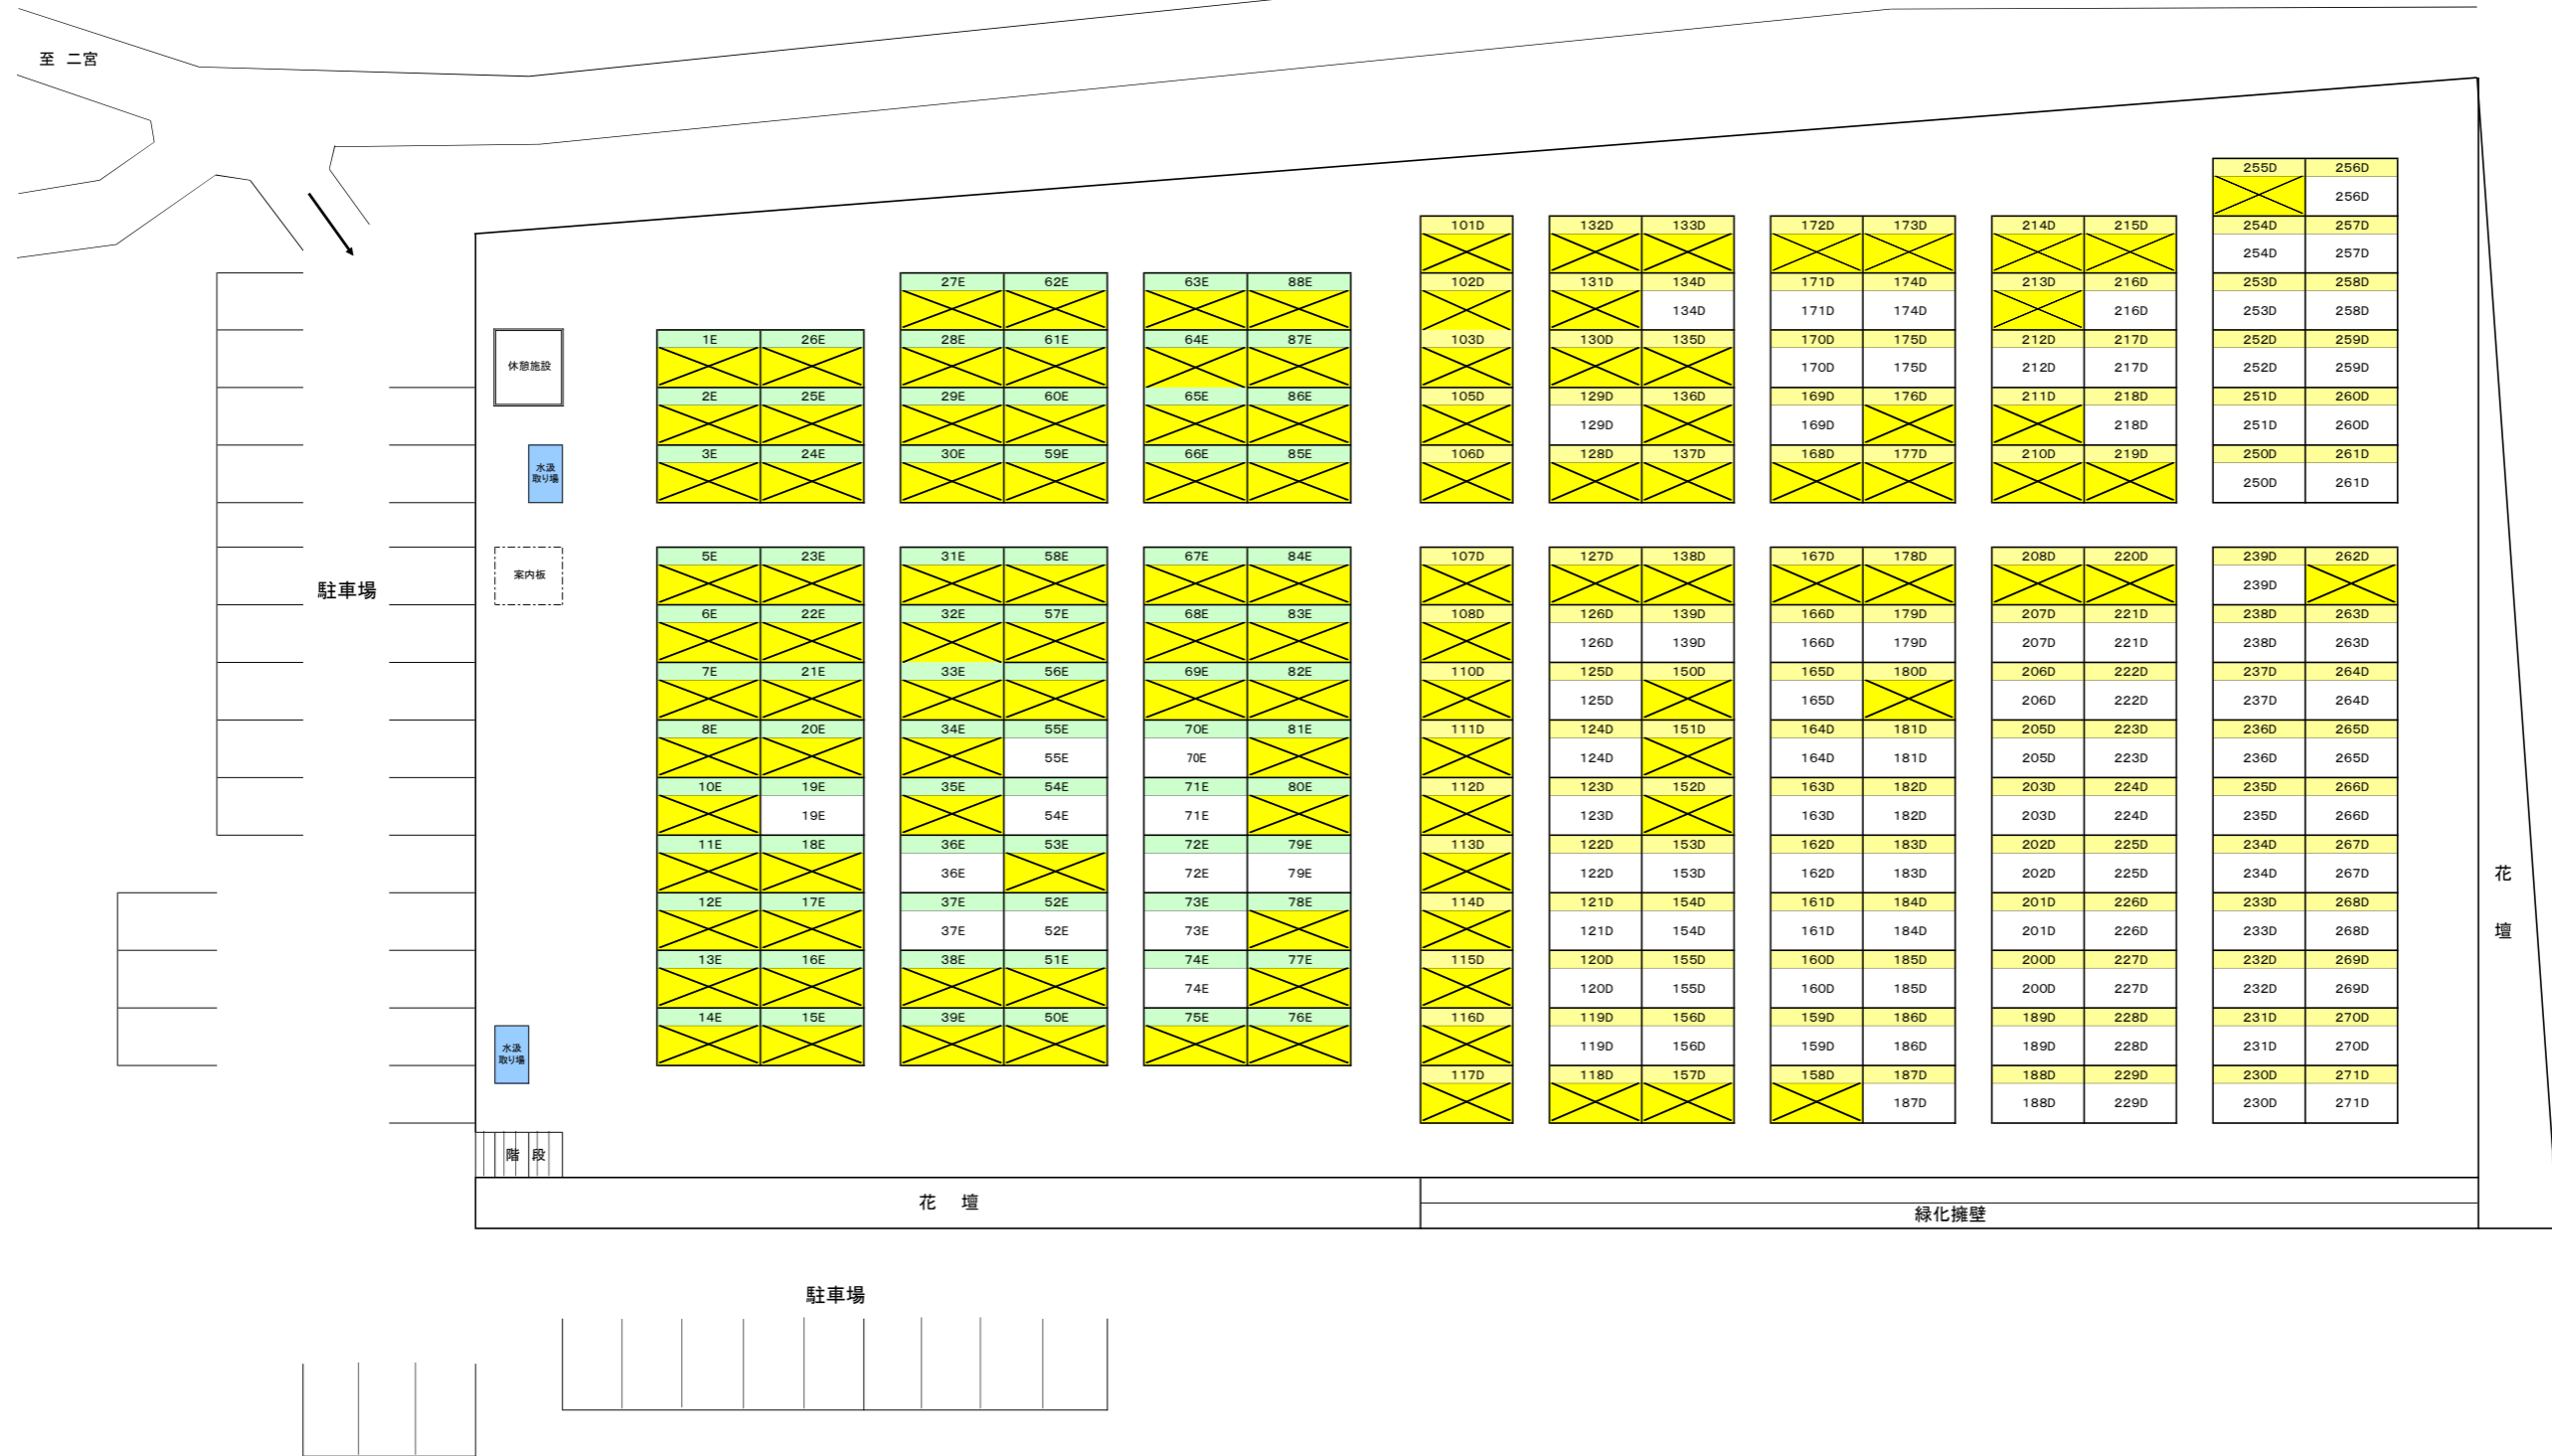 至 二宮
255D 256D
256D
101D 132D 133D 172D 173D 214D 215D 254D 257D
254D 257D
27E 62E 63E 88E 102D 131D 134D 171D 174D 213D 216D 253D 258D
134D 171D 174D 216D 253D 258D
1E 26E 28E 61E 64E 87E 103D 130D 135D 170D 175D 212D 217D 252D 259D
休憩施設
170D 175D 212D 217D 252D 259D
2E 25E 29E 60E 65E 86E 105D 129D 136D 169D 176D 211D 218D 251D 260D
129D 169D 218D 251D 260D
3E 24E 30E 59E 66E 85E 106D 128D 137D 168D 177D 210D 219D 250D 261D
水汲
取り場
250D 261D
5E 23E 31E 58E 67E 84E 107D 127D 138D 167D 178D 208D 220D 239D 262D
案内板
239D
駐車場
6E 22E 32E 57E 68E 83E 108D 126D 139D 166D 179D 207D 221D 238D 263D
126D 139D 166D 179D 207D 221D 238D 263D
7E 21E 33E 56E 69E 82E 110D 125D 150D 165D 180D 206D 222D 237D 264D
125D 165D 206D 222D 237D 264D
8E 20E 34E 55E 70E 81E 111D 124D 151D 164D 181D 205D 223D 236D 265D
55E 70E 124D 164D 181D 205D 223D 236D 265D
10E 19E 35E 54E 71E 80E 112D 123D 152D 163D 182D 203D 224D 235D 266D
19E 54E 71E 123D 163D 182D 203D 224D 235D 266D
11E 18E 36E 53E 72E 79E 113D 122D 153D 162D 183D 202D 225D 234D 267D
36E 72E 79E 122D 153D 162D 183D 202D 225D 234D 267D
花
12E 17E 37E 52E 73E 78E 114D 121D 154D 161D 184D 201D 226D 233D 268D
37E 52E 73E 121D 154D 161D 184D 201D 226D 233D 268D
壇
13E 16E 38E 51E 74E 77E 115D 120D 155D 160D 185D 200D 227D 232D 269D
74E 120D 155D 160D 185D 200D 227D 232D 269D
14E 15E 39E 50E 75E 76E 116D 119D 156D 159D 186D 189D 228D 231D 270D
水汲
取り場
119D 156D 159D 186D 189D 228D 231D 270D
117D 118D 157D 158D 187D 188D 229D 230D 271D
187D 188D 229D 230D 271D
階 段
花 壇
緑化擁壁
駐車場